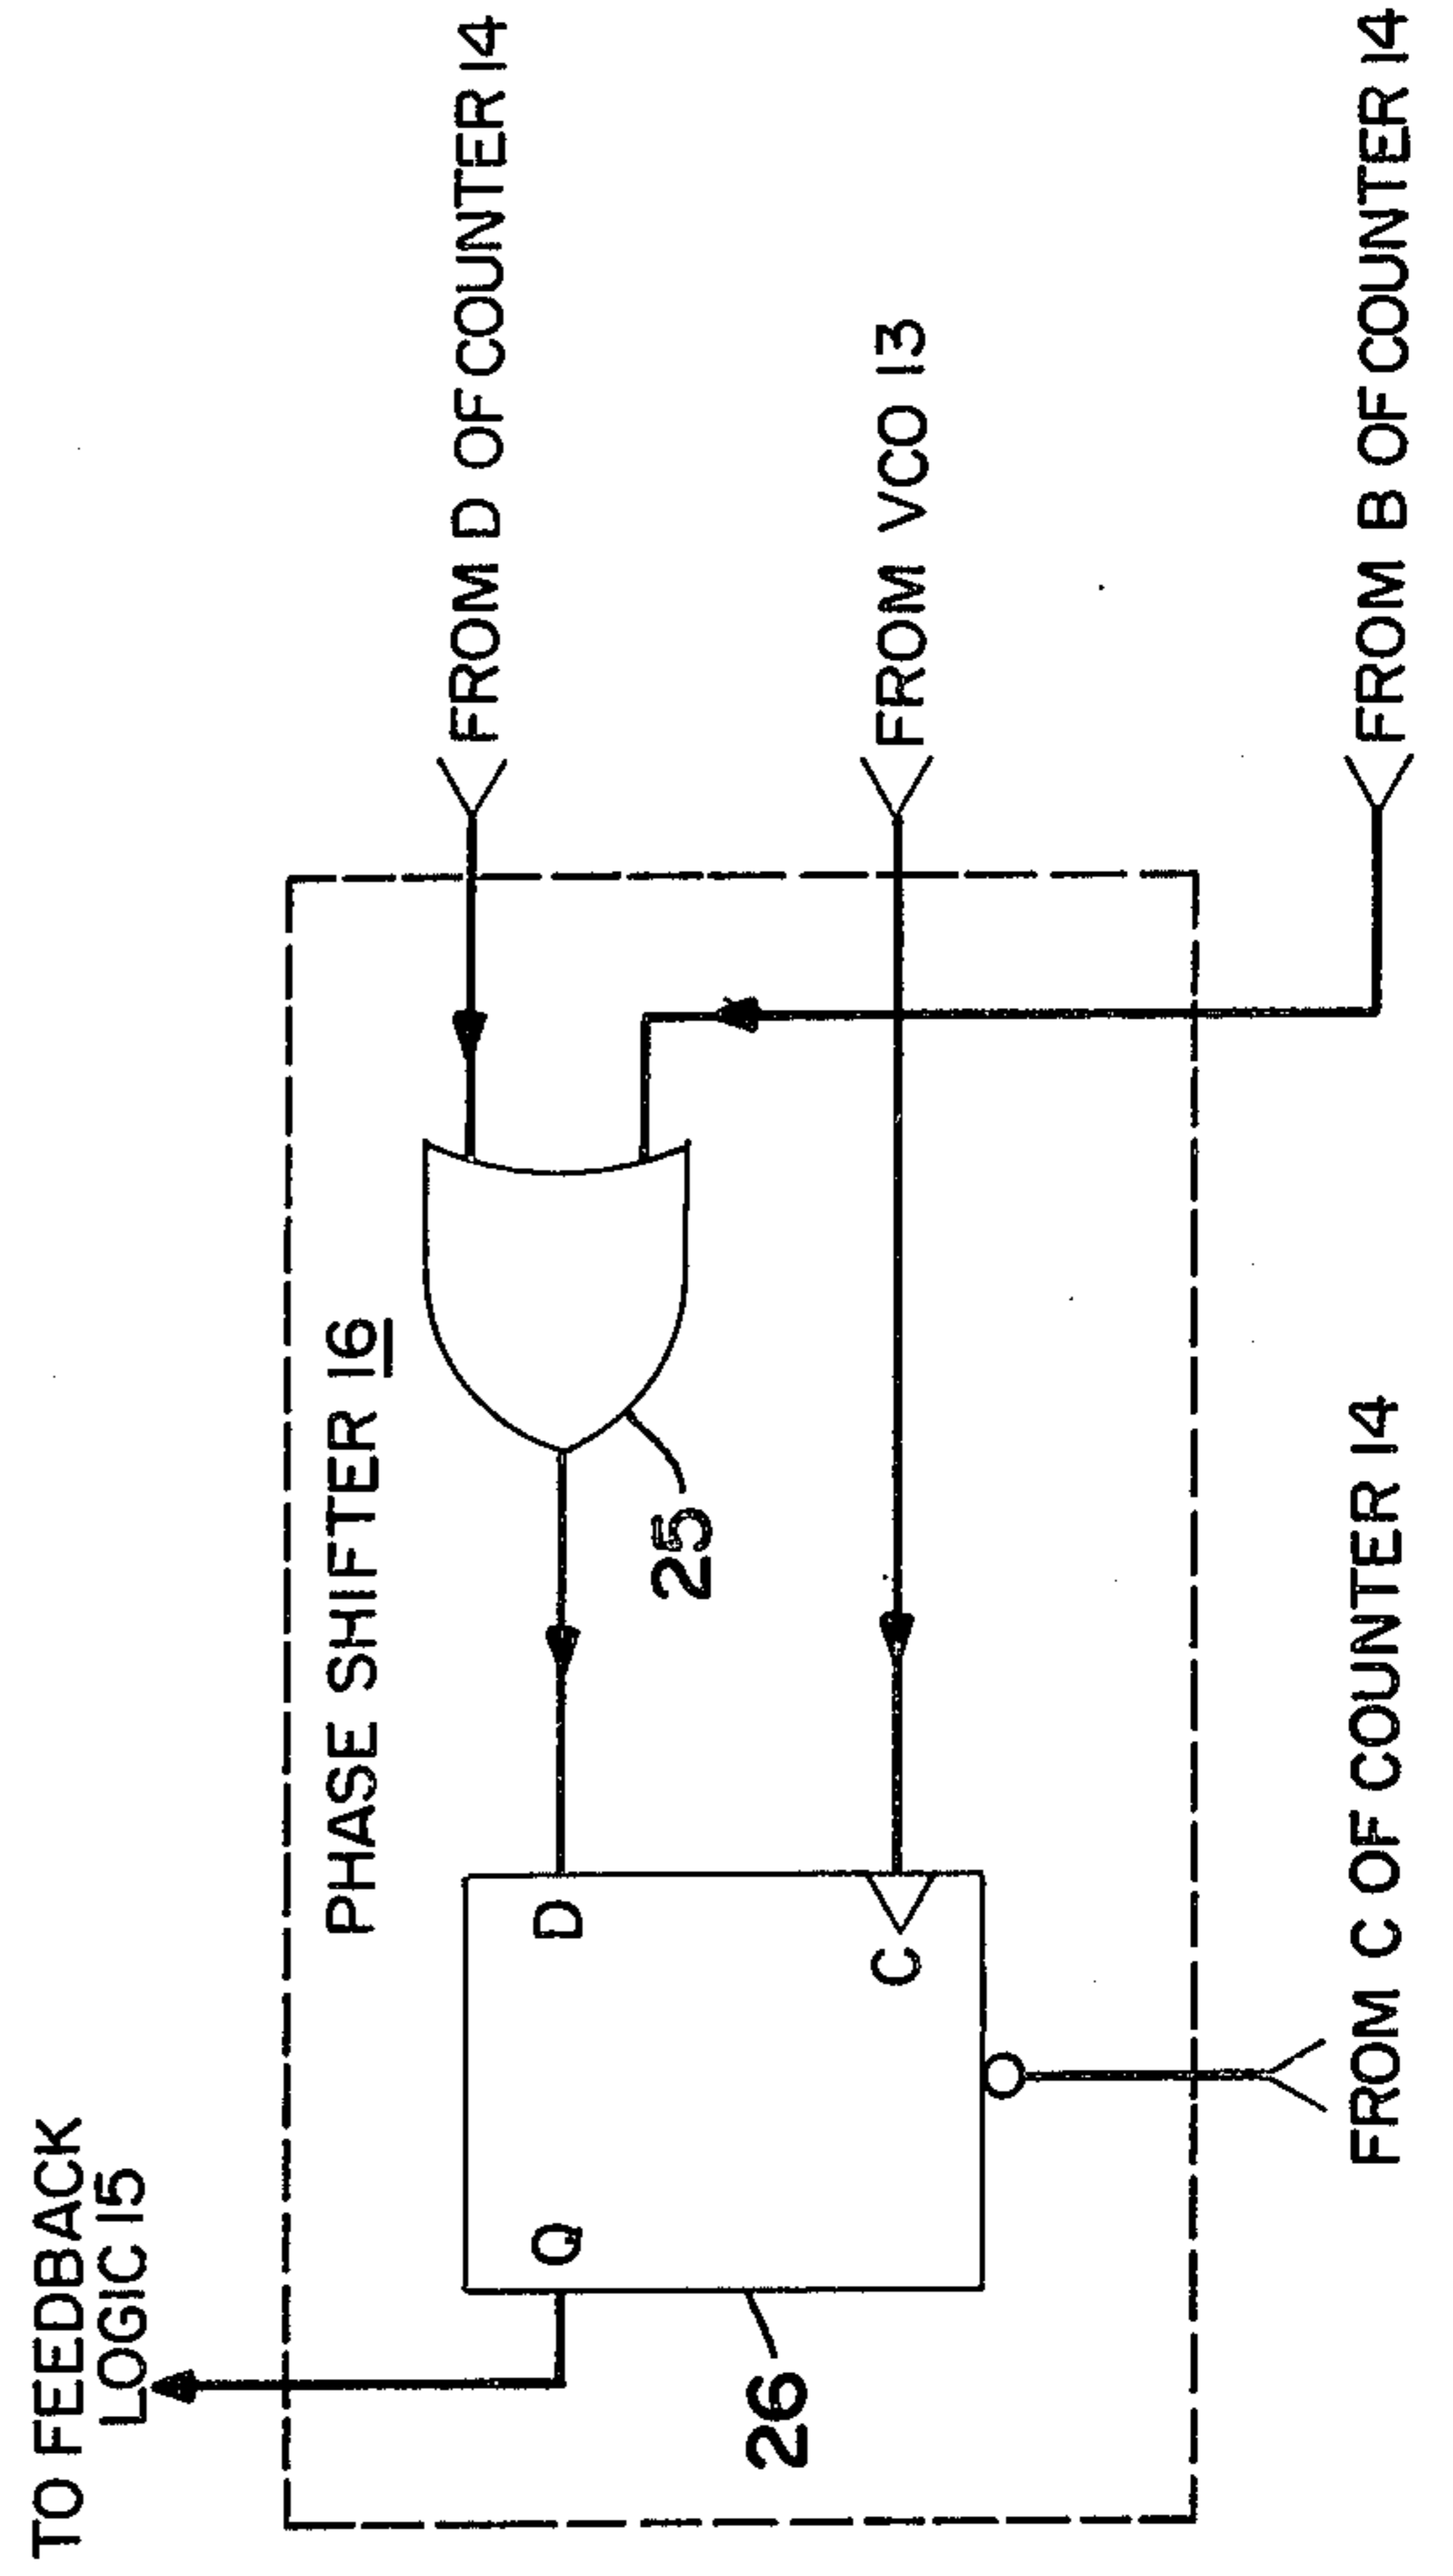 TO FEEDBACK
LOGIC 15
PHASE SHIFTER 16
FROM D OF COUNTER 14
Q
D
25
FROM VCO 13
C
26
FROM C OF COUNTER 14
FROM B OF COUNTER 14